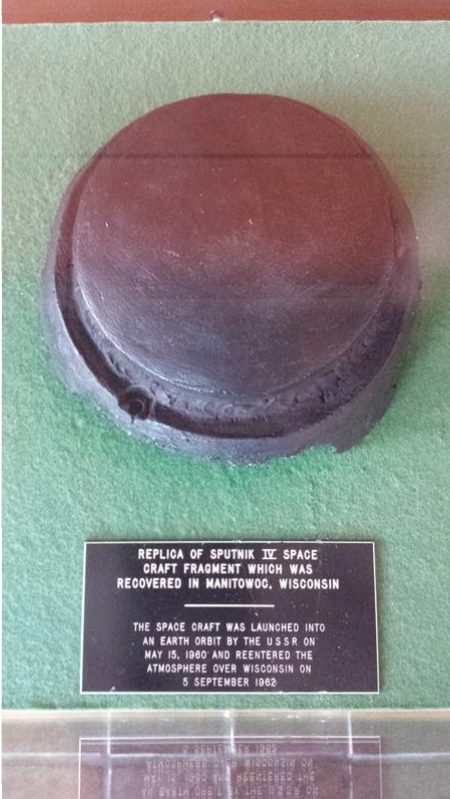 REPLICA OF SPUTNIK IV SPACE
CRAFT FRAGMENT WHICH WAS
RECOVERED IN MANITOWOC, WISCONSIN
THE SPACE CRAFT WAS LAUNCHED INTO
AN EARTH ORBIT BY THE U S S R ON
MAY 15, 1960 AND REENTERED THE
ATMOSPHERE OVER WISCONSIN ON
5 SEPTEMBER 1962